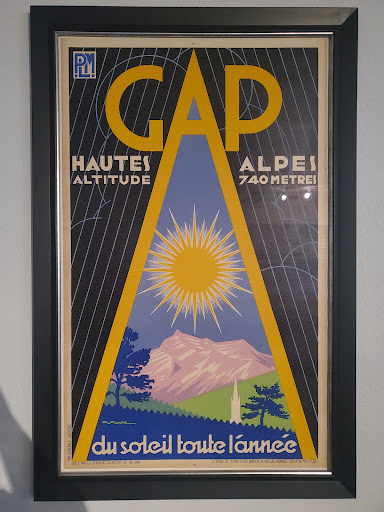 PLM
GAP
HAUTES ALPES
ALTITUDE 740 METRES
du soleil toute l'année